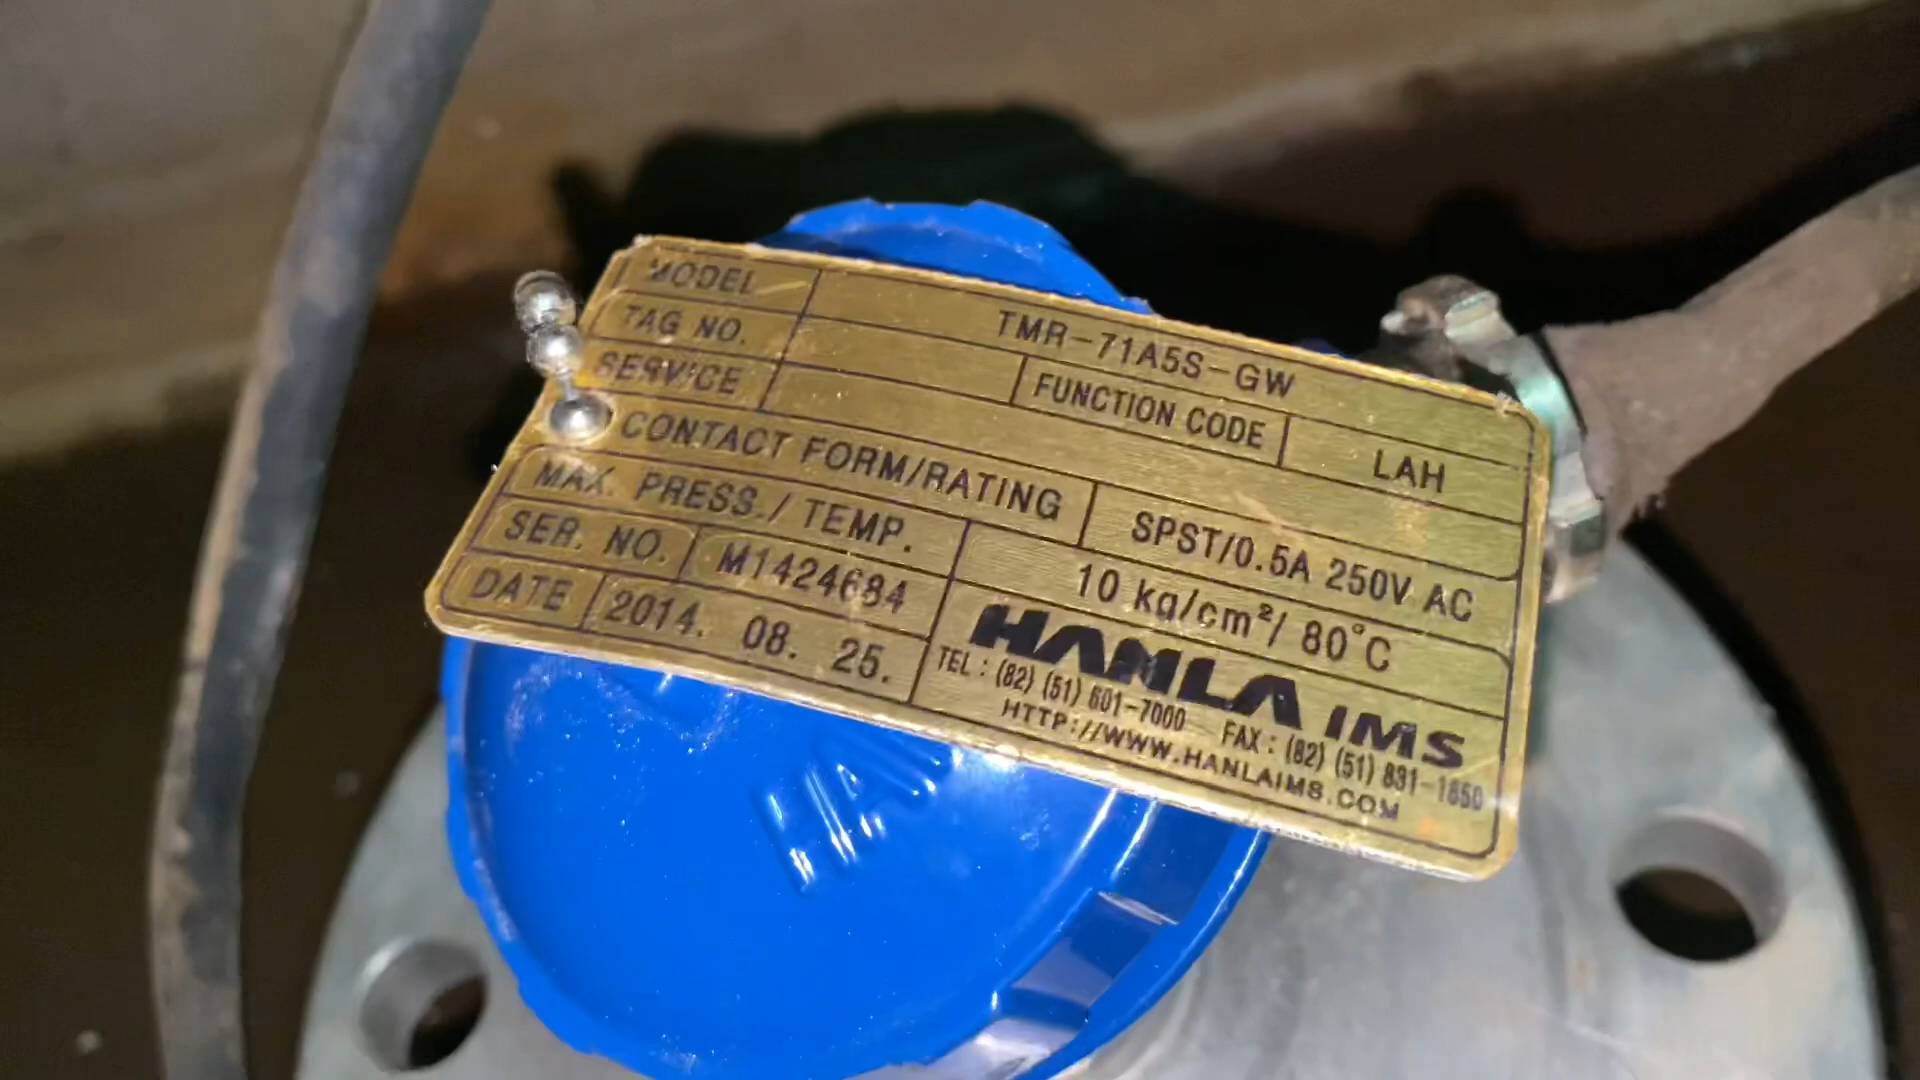 MODEL TMR-71A5S-GW
TAG NO. FUNCTION CODE LAH
SERVICE
CONTACT FORM/RATING SPST/0.5A 250V AC
MAX. PRESS./TEMP. 10 kg/cm²/ 80°C
SER. NO. M1424684
DATE 2014. 08. 25.
HANLA IMS
TEL : (82) (51) 601-7000 FAX : (82) (51) 831-1650
HTTP://WWW.HANLAIMS.COM
HAN